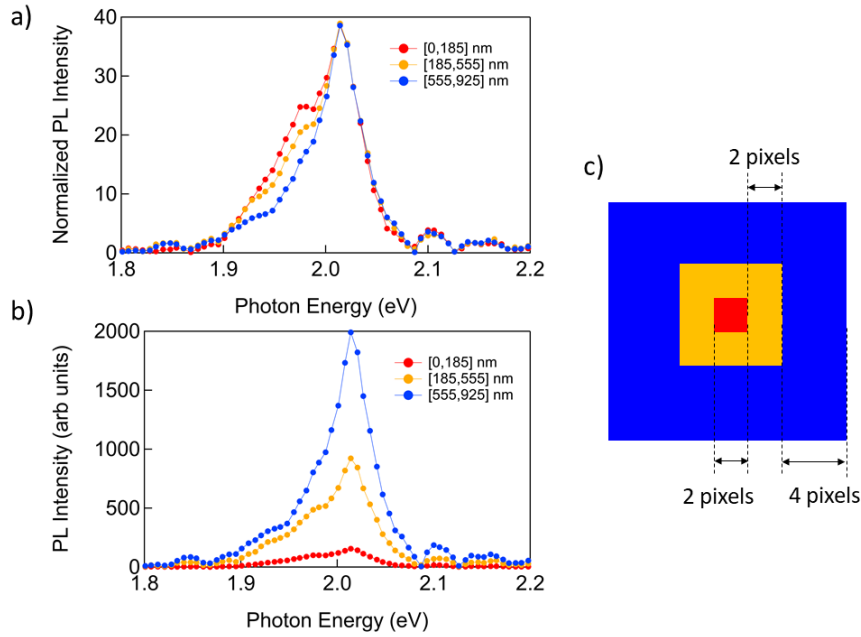 a)
Normalized PL Intensity
40
30
20
10
0
1.8
1.9
2.0
2.1
2.2
Photon Energy (eV)
[0,185] nm
[185,555] nm
[555,925] nm
b)
PL Intensity (arb units)
2000
1500
1000
500
0
1.8
1.9
2.0
2.1
2.2
Photon Energy (eV)
[0,185] nm
[185,555] nm
[555,925] nm
c)
2 pixels
2 pixels
4 pixels